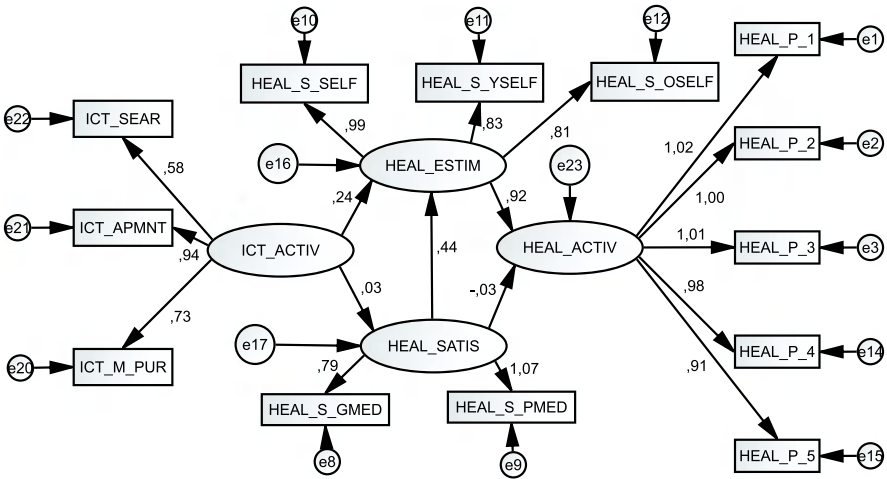 e10
e11
e12
HEAL_P_1
e1
HEAL_S_SELF
HEAL_S_YSELF
HEAL_S_OSELF
e22
ICT_SEAR
,99
,83
,81
1,02
HEAL_P_2
e2
e16
HEAL_ESTIM
e23
,58
,24
,92
1,00
e21
ICT_APMNT
,94
ICT_ACTIV
,44
HEAL_ACTIV
1,01
HEAL_P_3
e3
,03
-,03
,98
,73
e17
HEAL_SATIS
HEAL_P_4
e14
e20
ICT_M_PUR
,79
1,07
,91
HEAL_S_GMED
HEAL_S_PMED
e8
e9
HEAL_P_5
e15